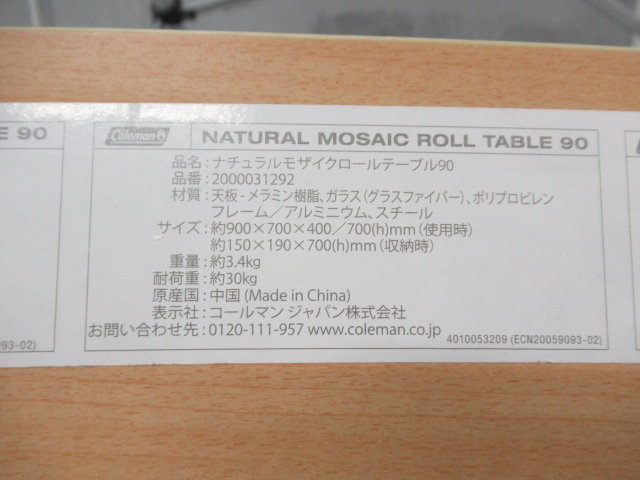 E 90
Coleman
NATURAL MOSAIC ROLL TABLE 90
品名:ナチュラルモザイクロールテーブル90
品番:2000031292
材質:天板-メラミン樹脂、ガラス(グラスファイバー)、ポリプロピレン
フレーム/アルミニウム、スチール
サイズ:約900×700×400/700(h)mm(使用時)
約150×190×700(h)mm(収納時)
重量:約3.4kg
耐荷重:約30kg
原産国:中国(Made in China)
表示社:コールマン ジャパン株式会社
お問い合わせ先:0120-111-957 www.coleman.co.jp
093-02)
4010053209 (ECN20059093-02)